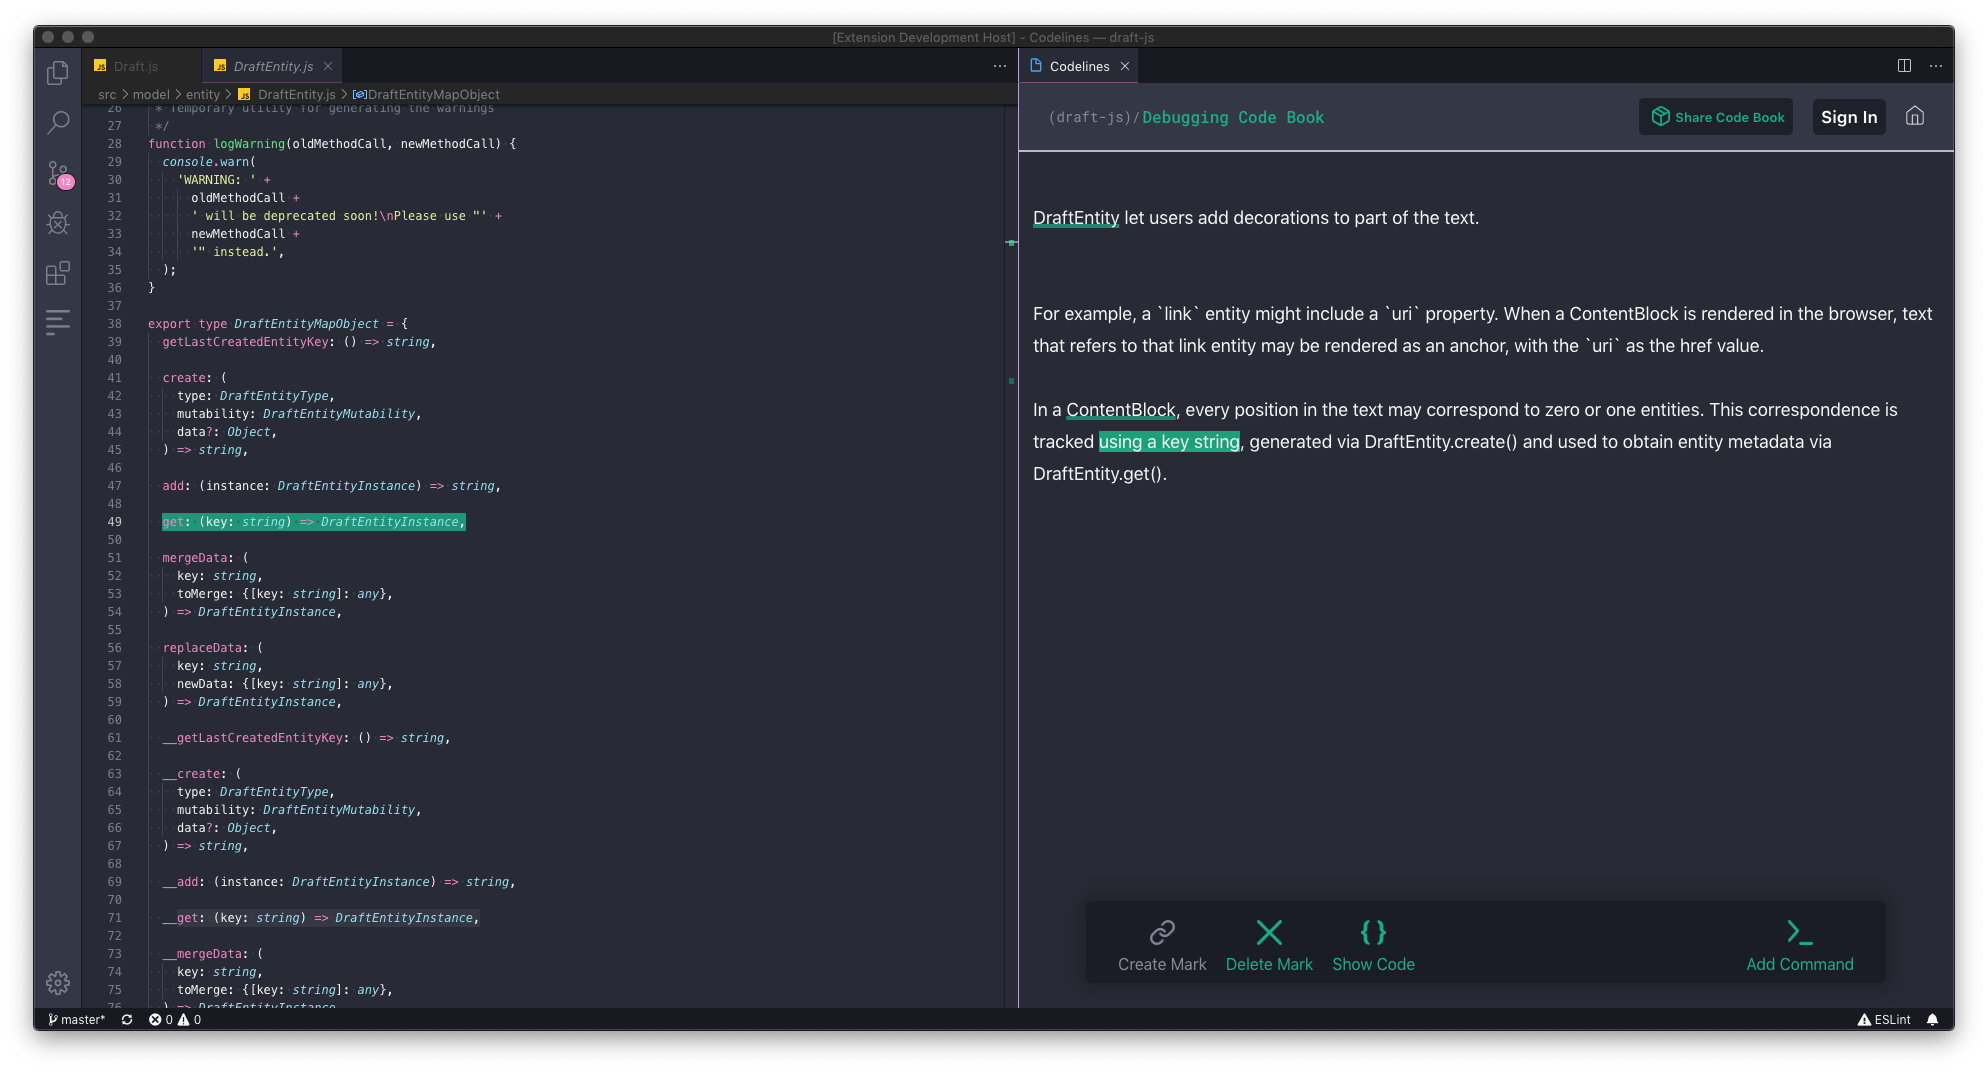 [Extension Development Host] - Codelines — draft-js
JS Draft.js
JS DraftEntity.js
Codelines
src > model > entity > JS DraftEntity.js > DraftEntityMapObject
26 * Temporary utility for generating the warnings
27 */
28 function logWarning(oldMethodCall, newMethodCall) {
29 console.warn(
30 'WARNING: ' +
31 oldMethodCall +
32 ' will be deprecated soon!\nPlease use "' +
33 newMethodCall +
34 '" instead.',
35 );
36 }
37
38 export type DraftEntityMapObject = {
39 getLastCreatedEntityKey: () => string,
40
41 create: (
42 type: DraftEntityType,
43 mutability: DraftEntityMutability,
44 data?: Object,
45 ) => string,
46
47 add: (instance: DraftEntityInstance) => string,
48
49 get: (key: string) => DraftEntityInstance,
50
51 mergeData: (
52 key: string,
53 toMerge: {[key: string]: any},
54 ) => DraftEntityInstance,
55
56 replaceData: (
57 key: string,
58 newData: {[key: string]: any},
59 ) => DraftEntityInstance,
60
61 __getLastCreatedEntityKey: () => string,
62
63 __create: (
64 type: DraftEntityType,
65 mutability: DraftEntityMutability,
66 data?: Object,
67 ) => string,
68
69 __add: (instance: DraftEntityInstance) => string,
70
71 __get: (key: string) => DraftEntityInstance,
72
73 __mergeData: (
74 key: string,
75 toMerge: {[key: string]: any},
76 ) => DraftEntityInstance
12
(draft-js)/Debugging Code Book
Share Code Book
Sign In
DraftEntity let users add decorations to part of the text.
For example, a `link` entity might include a `uri` property. When a ContentBlock is rendered in the browser, text
that refers to that link entity may be rendered as an anchor, with the `uri` as the href value.
In a ContentBlock, every position in the text may correspond to zero or one entities. This correspondence is
tracked using a key string, generated via DraftEntity.create() and used to obtain entity metadata via
DraftEntity.get().
Create Mark
Delete Mark
{ } Show Code
Add Command
master*
0
0
ESLint